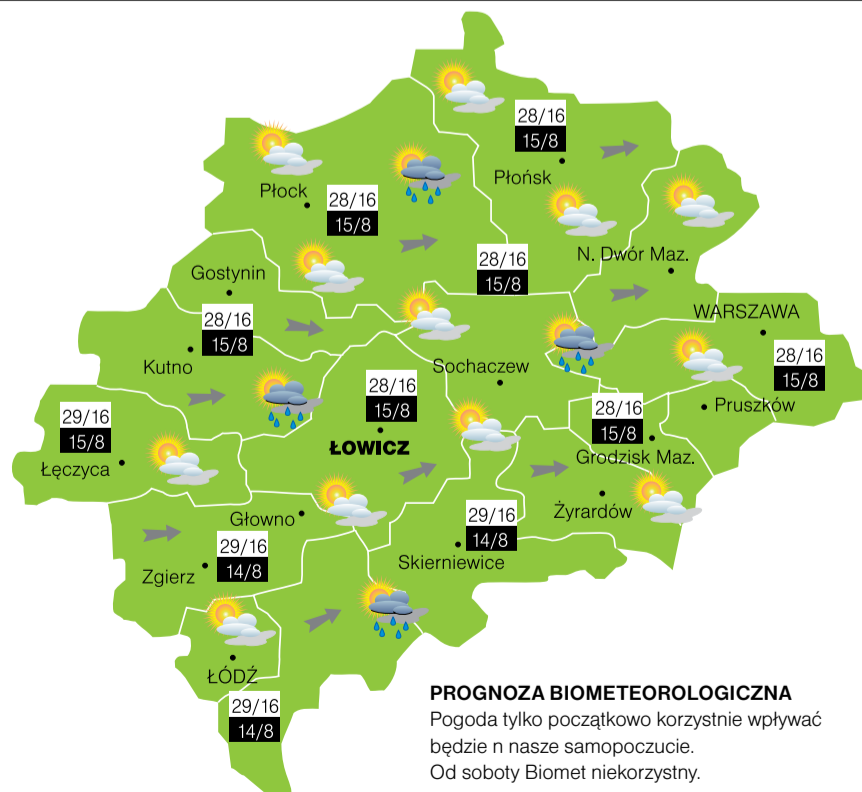 28/16
15/8
Płońsk
Płock
28/16
15/8
N. Dwór Maz.
28/16
15/8
Gostynin
28/16
15/8
Kutno
WARSZAWA
28/16
15/8
Sochaczew
Pruszków
28/16
15/8
ŁOWICZ
28/16
15/8
Grodzisk Maz.
29/16
15/8
Łęczyca
Żyrardów
Głowno
29/16
14/8
Skierniewice
29/16
14/8
Zgierz
ŁÓDŹ
29/16
14/8
PROGNOZA BIOMETEOROLOGICZNA
Pogoda tylko początkowo korzystnie wpływać
będzie n nasze samopoczucie.
Od soboty Biomet niekorzystny.